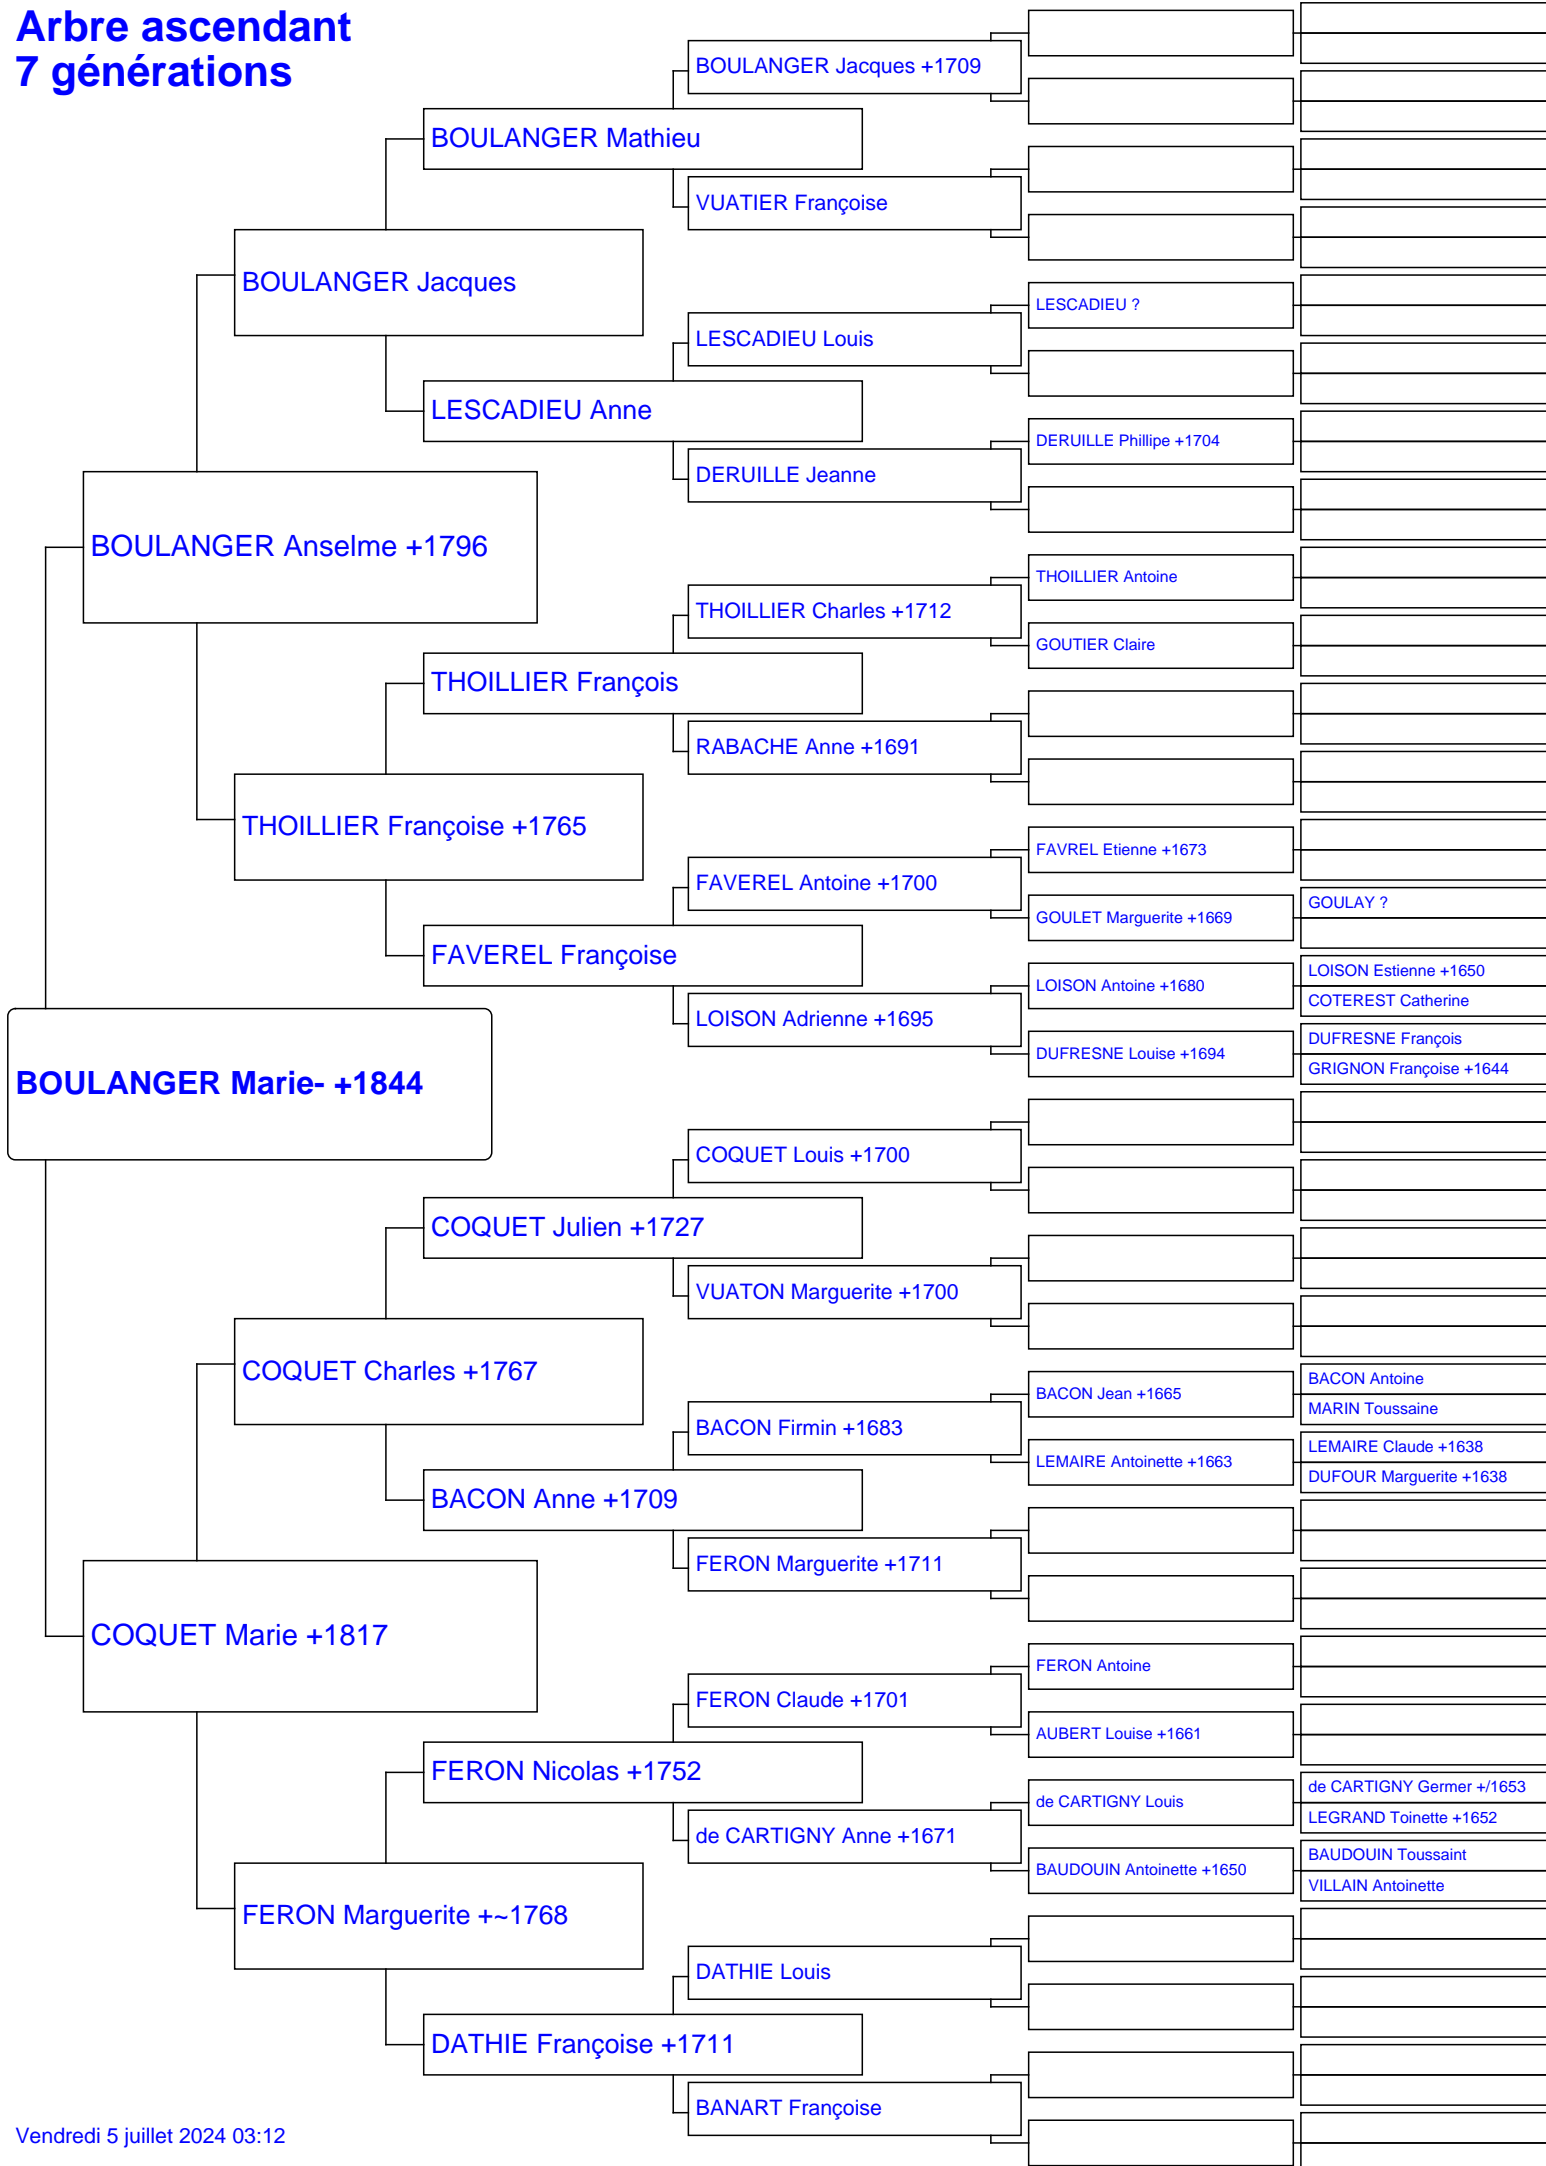 Arbre ascendant
7 générations
BOULANGER Jacques +1709
BOULANGER Mathieu
VUATIER Françoise
BOULANGER Jacques
LESCADIEU ?
LESCADIEU Louis
LESCADIEU Anne
DERUILLE Phillipe +1704
DERUILLE Jeanne
BOULANGER Anselme +1796
THOILLIER Antoine
THOILLIER Charles +1712
GOUTIER Claire
THOILLIER François
RABACHE Anne +1691
THOILLIER Françoise +1765
FAVREL Etienne +1673
FAVEREL Antoine +1700
GOULAY ?
GOULET Marguerite +1669
FAVEREL Françoise
LOISON Estienne +1650
LOISON Antoine +1680
COTEREST Catherine
LOISON Adrienne +1695
DUFRESNE François
DUFRESNE Louise +1694
GRIGNON Françoise +1644
BOULANGER Marie- +1844
COQUET Louis +1700
COQUET Julien +1727
VUATON Marguerite +1700
COQUET Charles +1767
BACON Antoine
BACON Jean +1665
MARIN Toussaine
BACON Firmin +1683
LEMAIRE Claude +1638
LEMAIRE Antoinette +1663
DUFOUR Marguerite +1638
BACON Anne +1709
FERON Marguerite +1711
COQUET Marie +1817
FERON Antoine
FERON Claude +1701
AUBERT Louise +1661
FERON Nicolas +1752
de CARTIGNY Germer +/1653
de CARTIGNY Louis
LEGRAND Toinette +1652
de CARTIGNY Anne +1671
BAUDOUIN Toussaint
BAUDOUIN Antoinette +1650
VILLAIN Antoinette
FERON Marguerite +~1768
DATHIE Louis
DATHIE Françoise +1711
BANART Françoise
Vendredi 5 juillet 2024 03:12